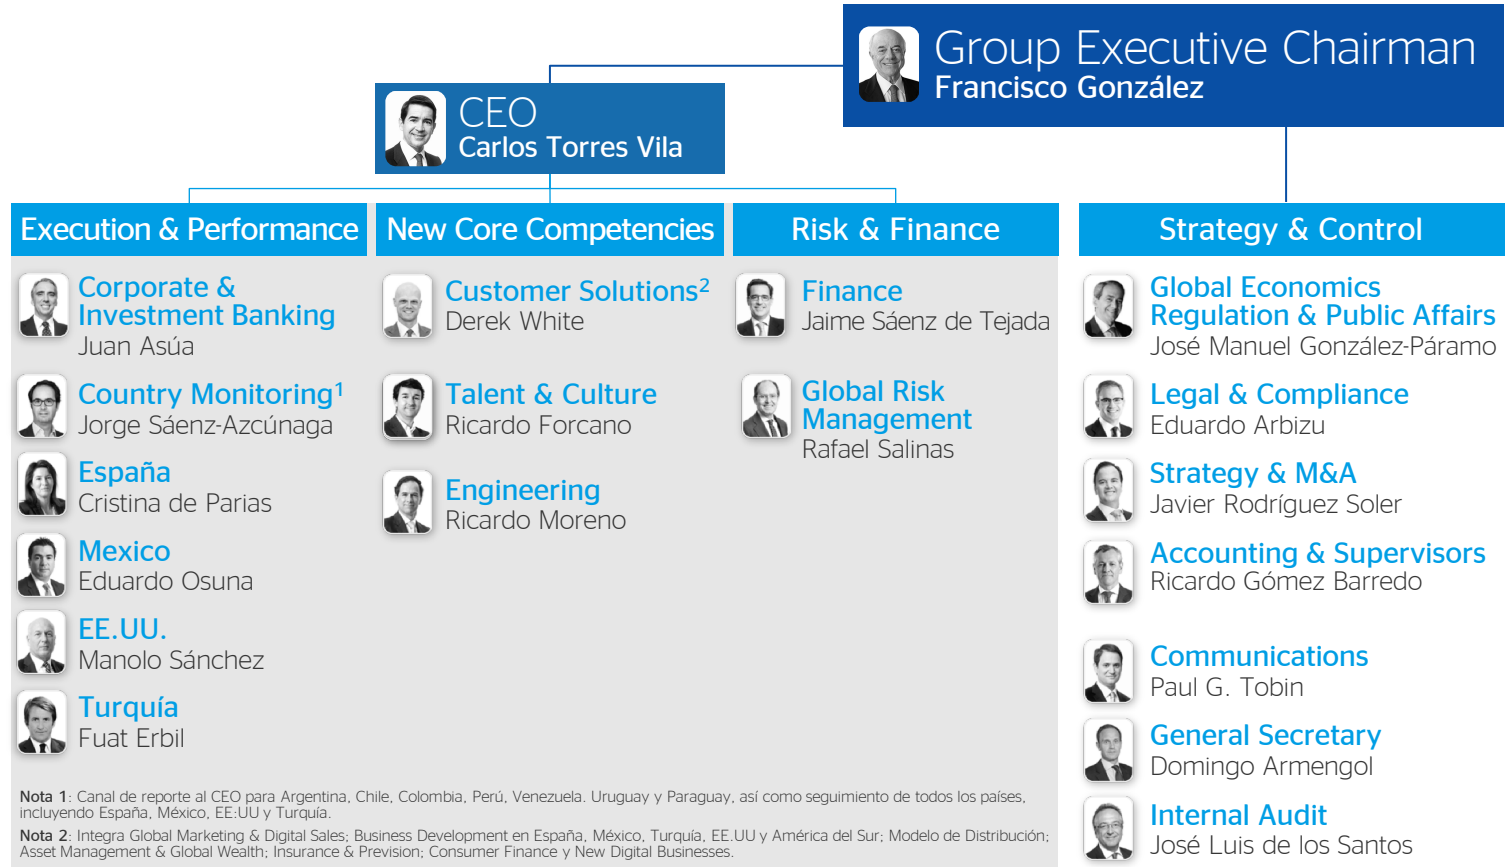 Group Executive Chairman
Francisco González
CEO
Carlos Torres Vila
Execution & Performance
Corporate &
Investment Banking
Juan Asúa
Country Monitoring¹
Jorge Sáenz-Azcúnaga
España
Cristina de Parias
Mexico
Eduardo Osuna
EE.UU.
Manolo Sánchez
Turquía
Fuat Erbil
New Core Competencies
Customer Solutions²
Derek White
Talent & Culture
Ricardo Forcano
Engineering
Ricardo Moreno
Risk & Finance
Finance
Jaime Sáenz de Tejada
Global Risk
Management
Rafael Salinas
Strategy & Control
Global Economics
Regulation & Public Affairs
José Manuel González-Páramo
Legal & Compliance
Eduardo Arbizu
Strategy & M&A
Javier Rodríguez Soler
Accounting & Supervisors
Ricardo Gómez Barredo
Communications
Paul G. Tobin
General Secretary
Domingo Armengol
Internal Audit
José Luis de los Santos
Nota 1: Canal de reporte al CEO para Argentina, Chile, Colombia, Perú, Venezuela. Uruguay y Paraguay, así como seguimiento de todos los países,
incluyendo España, México, EE:UU y Turquía.
Nota 2: Integra Global Marketing & Digital Sales; Business Development en España, México, Turquía, EE.UU y América del Sur; Modelo de Distribución;
Asset Management & Global Wealth; Insurance & Prevision; Consumer Finance y New Digital Businesses.